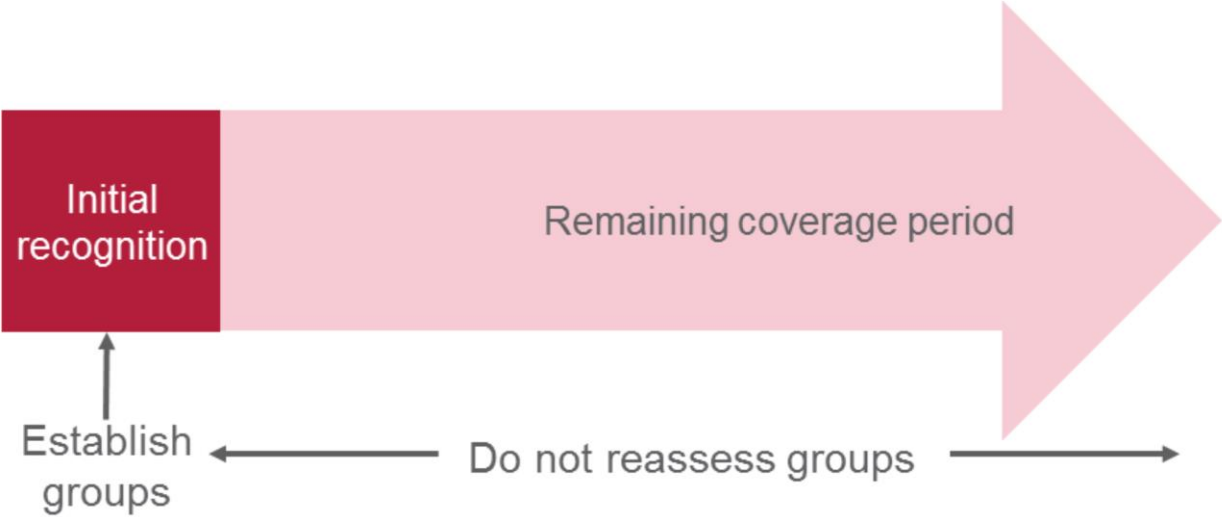 Initial
recognition
Remaining coverage period
Establish
groups
Do not reassess groups